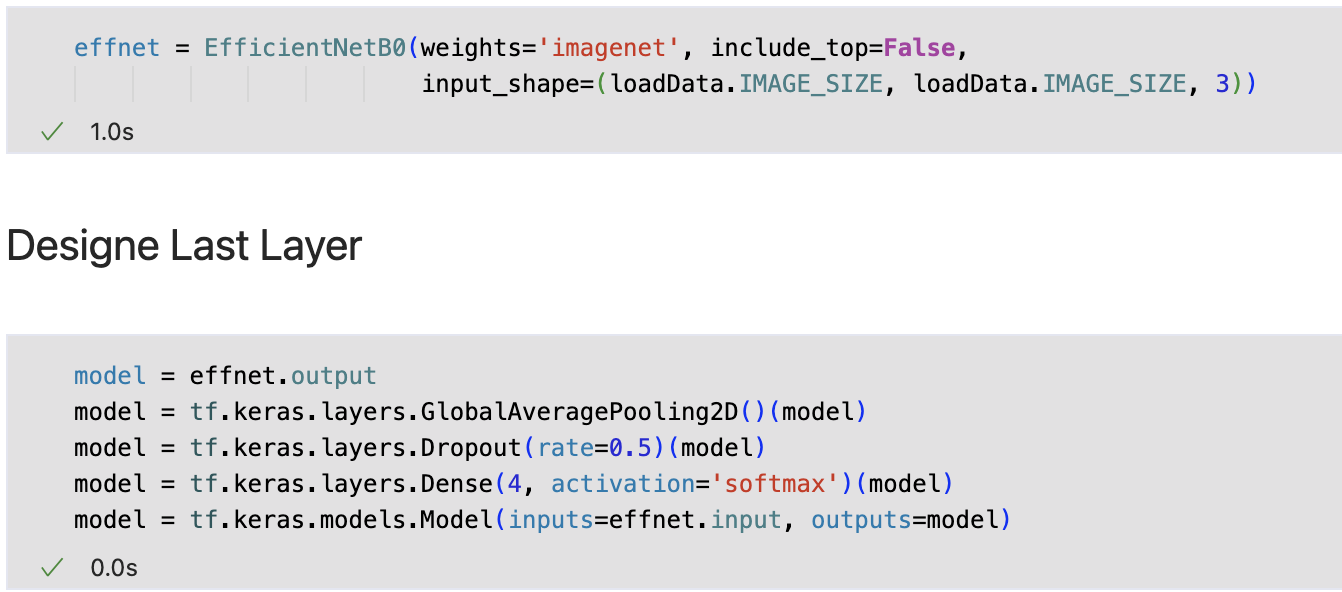 effnet = EfficientNetB0(weights='imagenet', include_top=False,
input_shape=(loadData.IMAGE_SIZE, loadData.IMAGE_SIZE, 3))
✓ 1.0s
Designe Last Layer
model = effnet.output
model = tf.keras.layers.GlobalAveragePooling2D()(model)
model = tf.keras.layers.Dropout(rate=0.5)(model)
model = tf.keras.layers.Dense(4, activation='softmax')(model)
model = tf.keras.models.Model(inputs=effnet.input, outputs=model)
✓ 0.0s